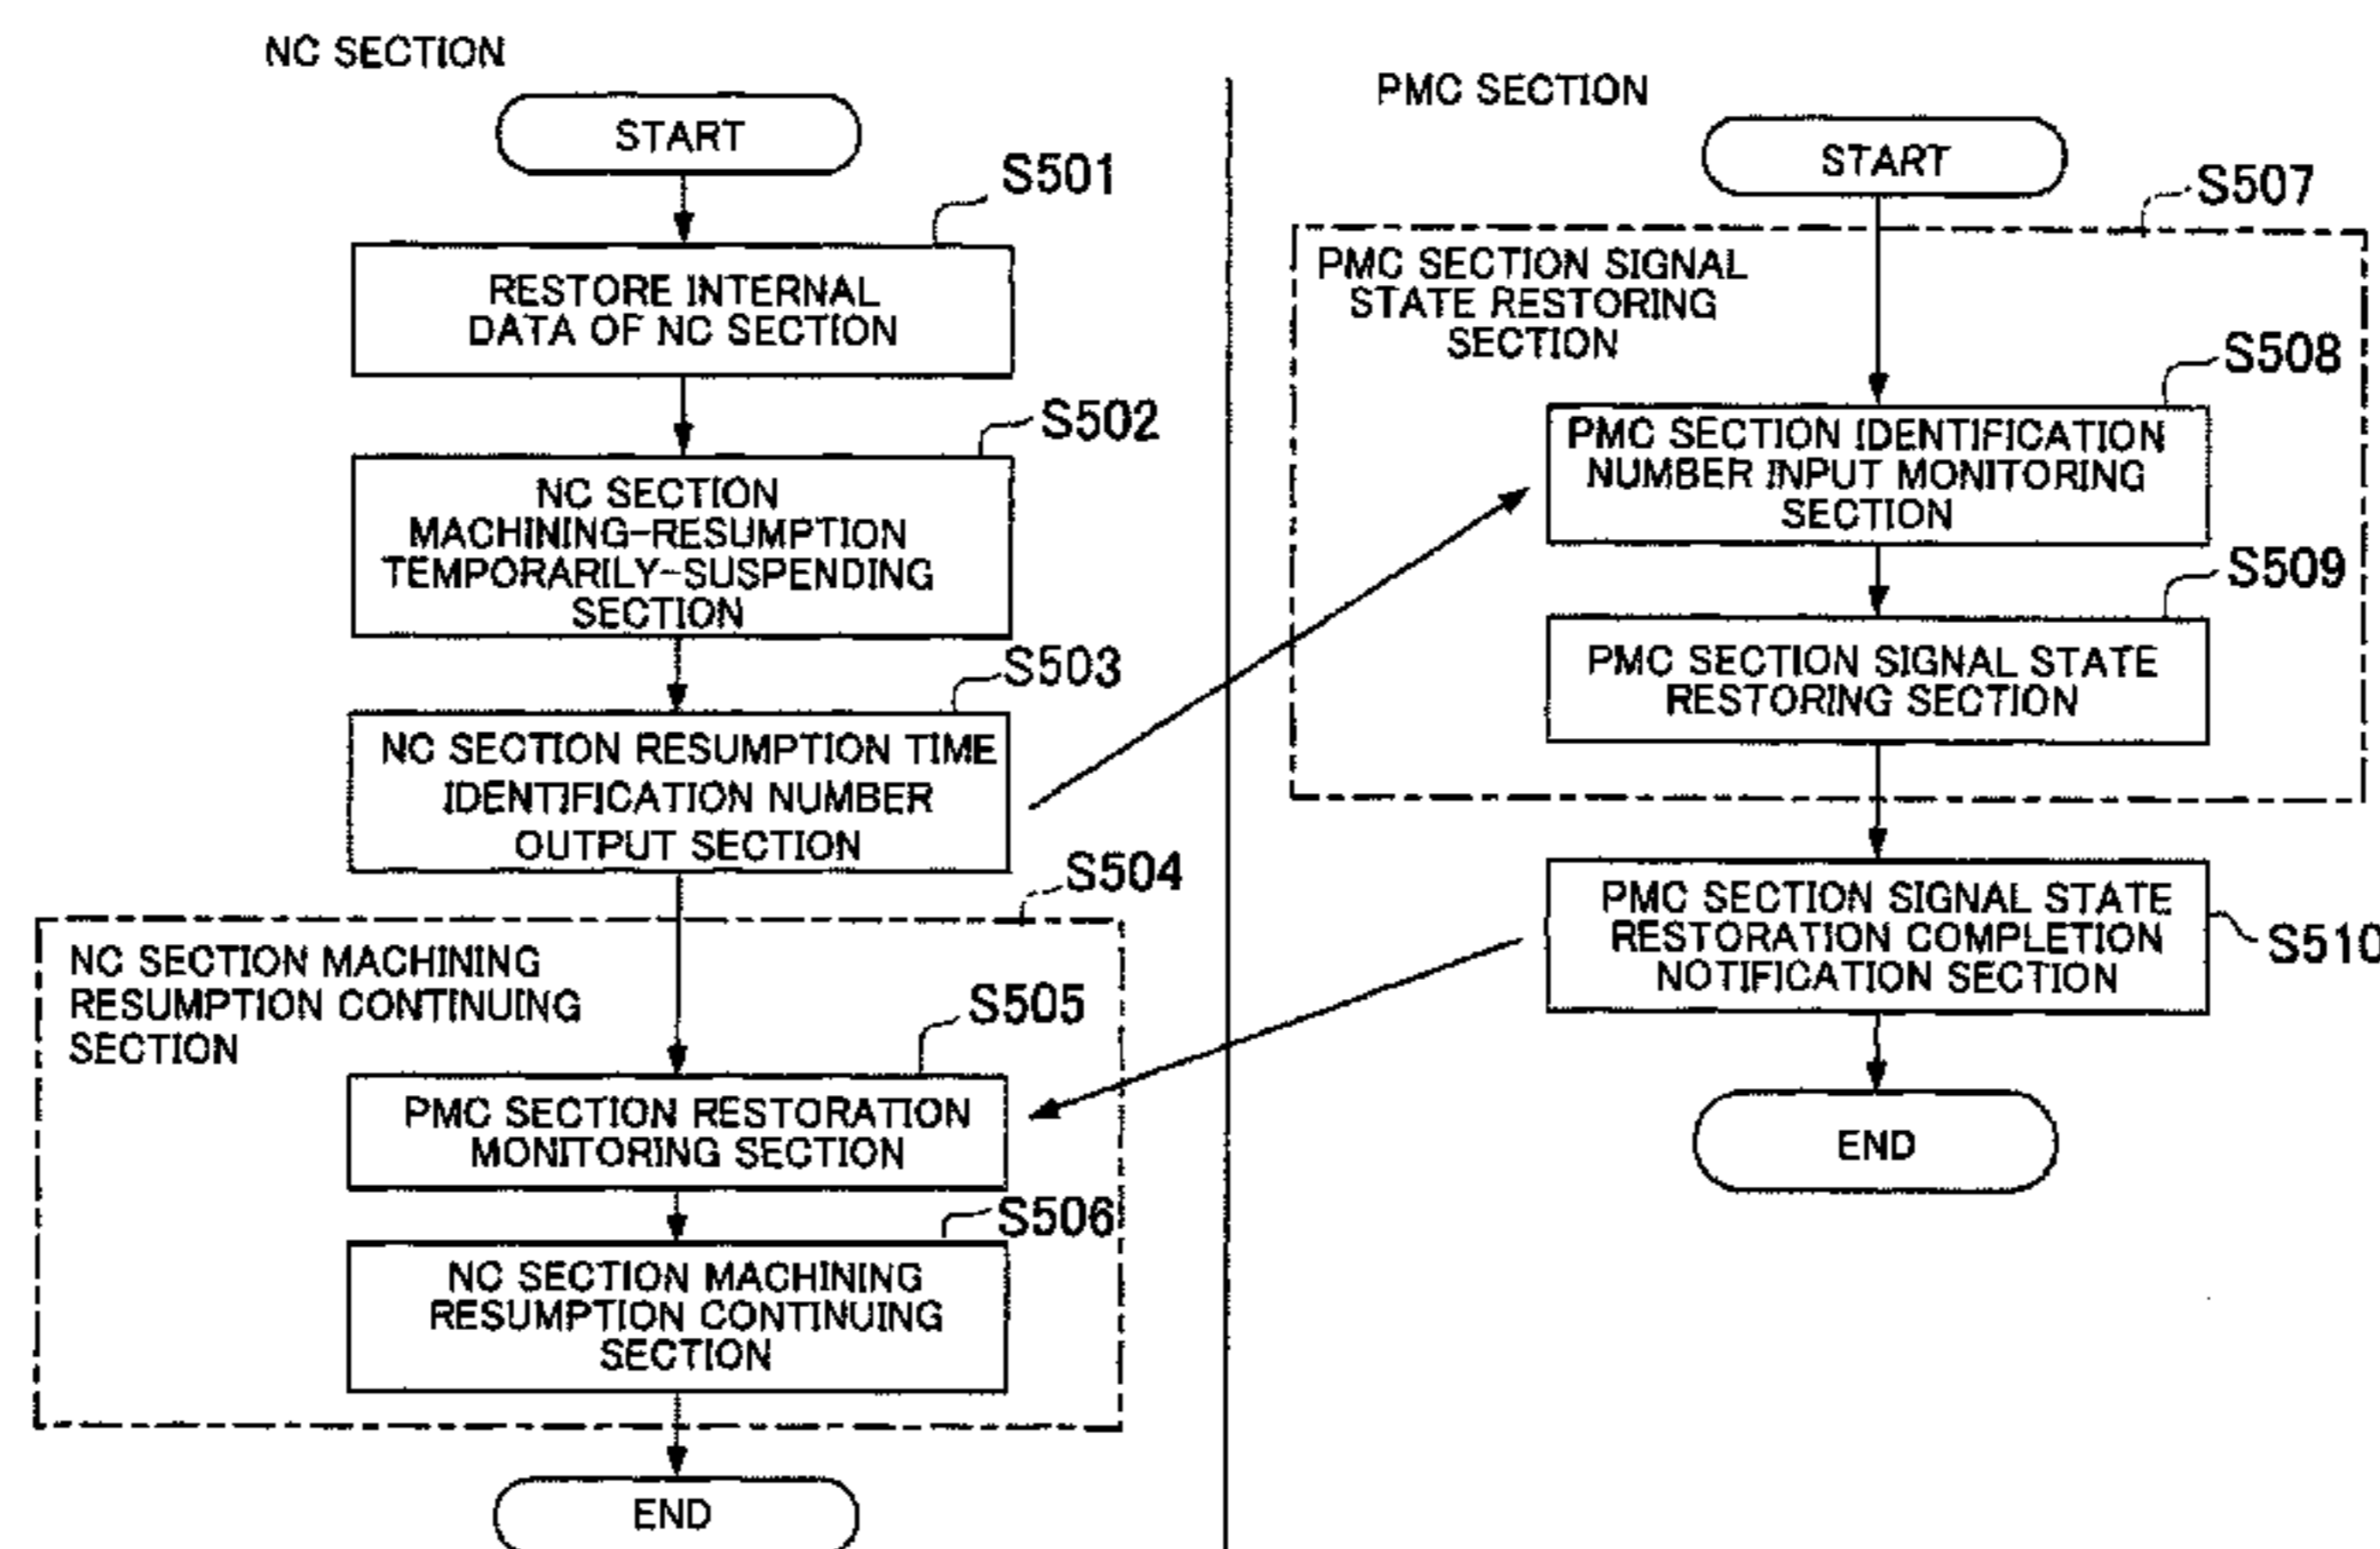 NC SECTION
START
S501
RESTORE INTERNAL
DATA OF NC SECTION
S502
NC SECTION
MACHINING-RESUMPTION
TEMPORARILY-SUSPENDING
SECTION
S503
NC SECTION RESUMPTION TIME
IDENTIFICATION NUMBER
OUTPUT SECTION
S504
NC SECTION MACHINING
RESUMPTION CONTINUING
SECTION
S505
PMC SECTION RESTORATION
MONITORING SECTION
S506
NC SECTION MACHINING
RESUMPTION CONTINUING
SECTION
END
PMC SECTION
START
S507
PMC SECTION SIGNAL
STATE RESTORING
SECTION
S508
PMC SECTION IDENTIFICATION
NUMBER INPUT MONITORING
SECTION
S509
PMC SECTION SIGNAL STATE
RESTORING SECTION
PMC SECTION SIGNAL STATE
RESTORATION COMPLETION
NOTIFICATION SECTION
S510
END